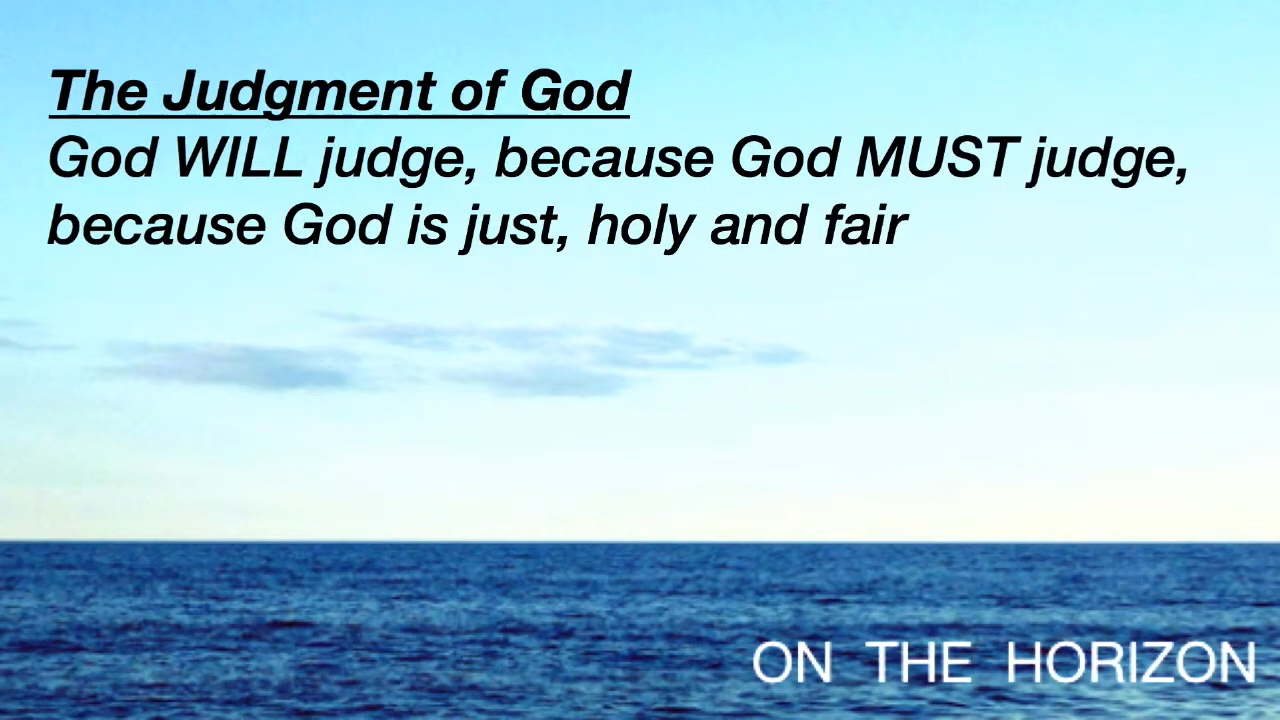 The Judgment of God
God WILL judge, because God MUST judge,
because God is just, holy and fair
ON THE HORIZON